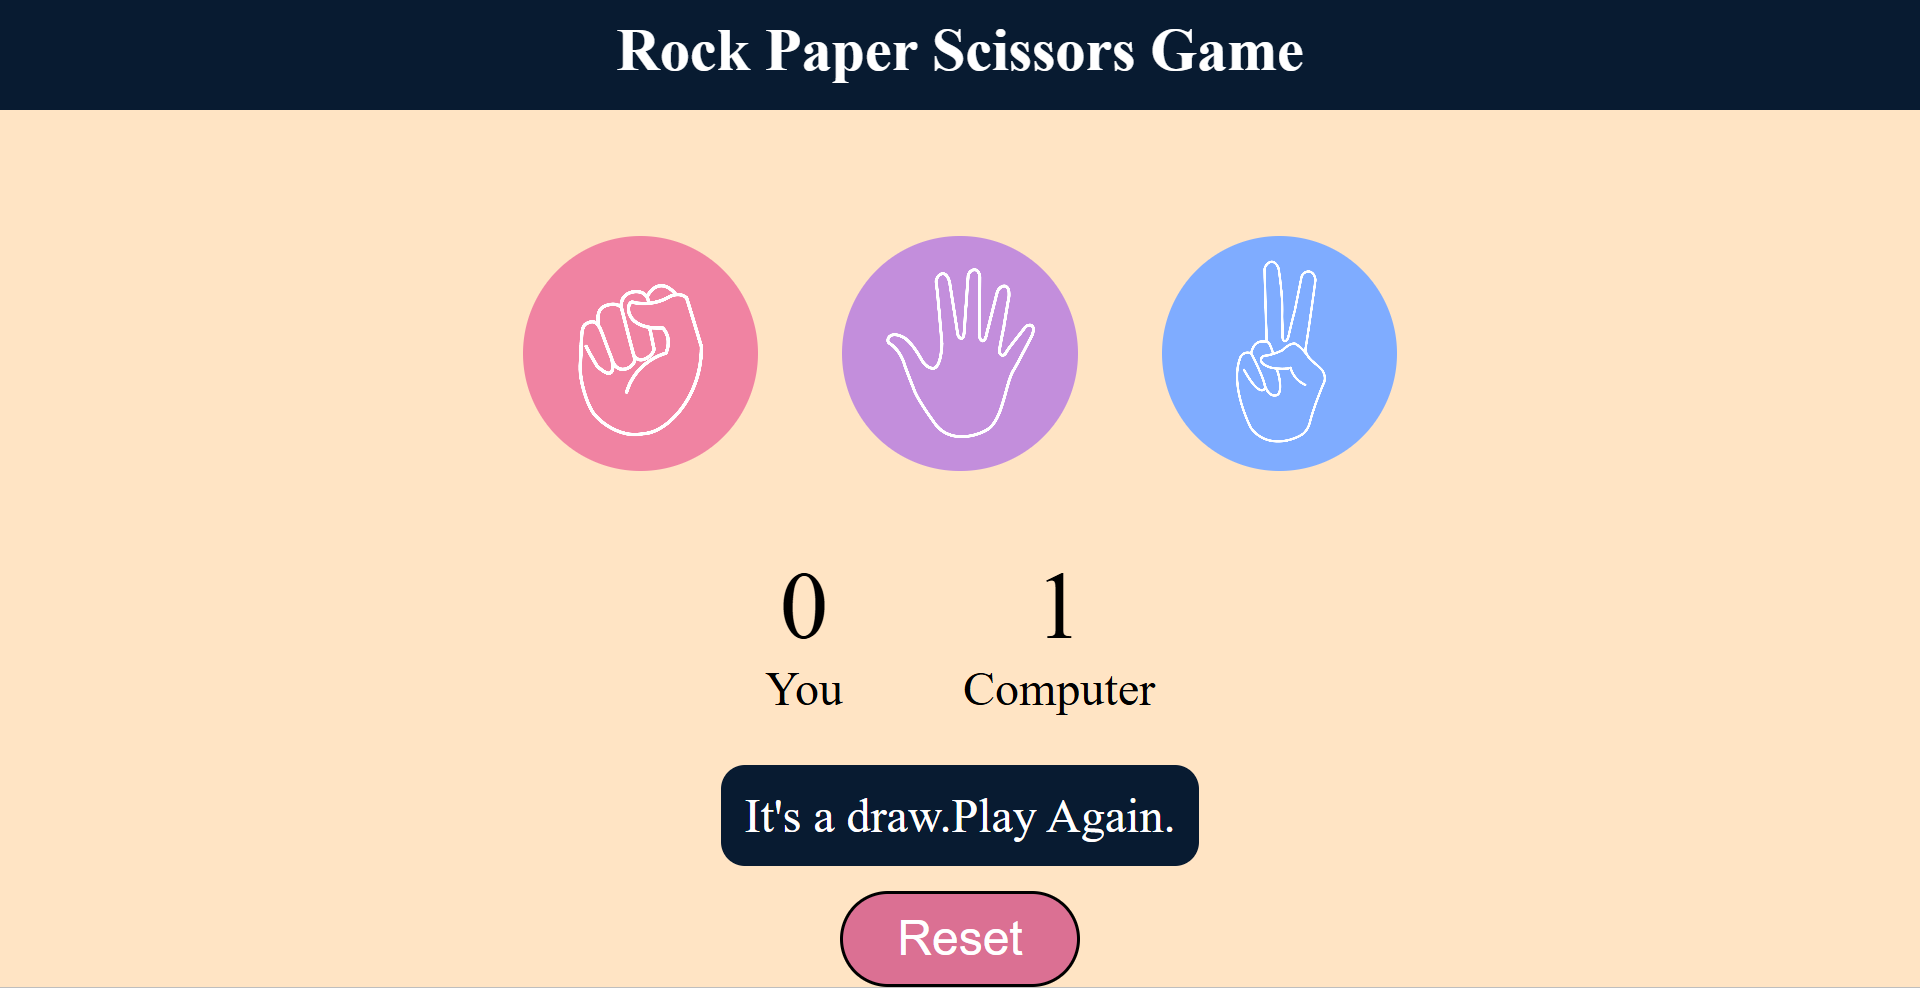 Rock Paper Scissors Game
0 1
You Computer
It's a draw.Play Again.
Reset